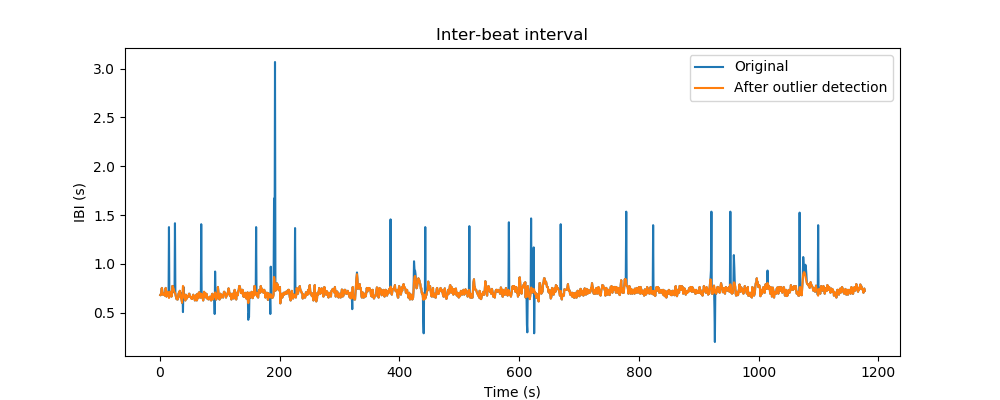 Inter-beat interval
Original
After outlier detection
3.0
2.5
2.0
1.5
1.0
0.5
IBI (s)
0
200
400
600
800
1000
1200
Time (s)